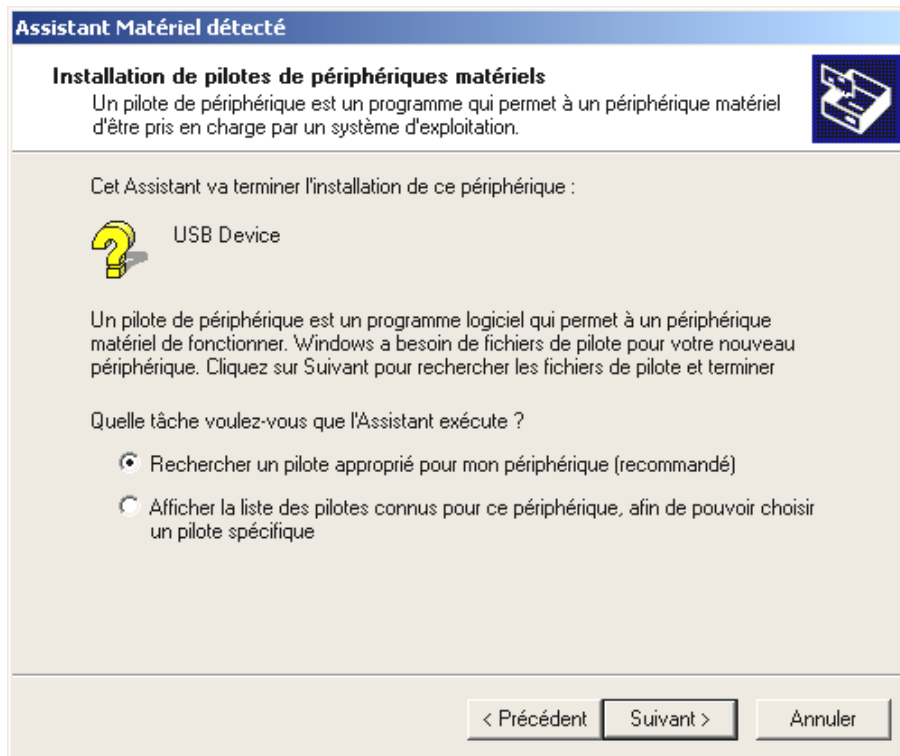 Assistant Matériel détecté
Installation de pilotes de périphériques matériels
Un pilote de périphérique est un programme qui permet à un périphérique matériel
d'être pris en charge par un système d'exploitation.
Cet Assistant va terminer l'installation de ce périphérique :
USB Device
Un pilote de périphérique est un programme logiciel qui permet à un périphérique
matériel de fonctionner. Windows a besoin de fichiers de pilote pour votre nouveau
périphérique. Cliquez sur Suivant pour rechercher les fichiers de pilote et terminer
Quelle tâche voulez-vous que l'Assistant exécute ?
Rechercher un pilote approprié pour mon périphérique (recommandé)
Afficher la liste des pilotes connus pour ce périphérique, afin de pouvoir choisir
un pilote spécifique
< Précédent Suivant > Annuler